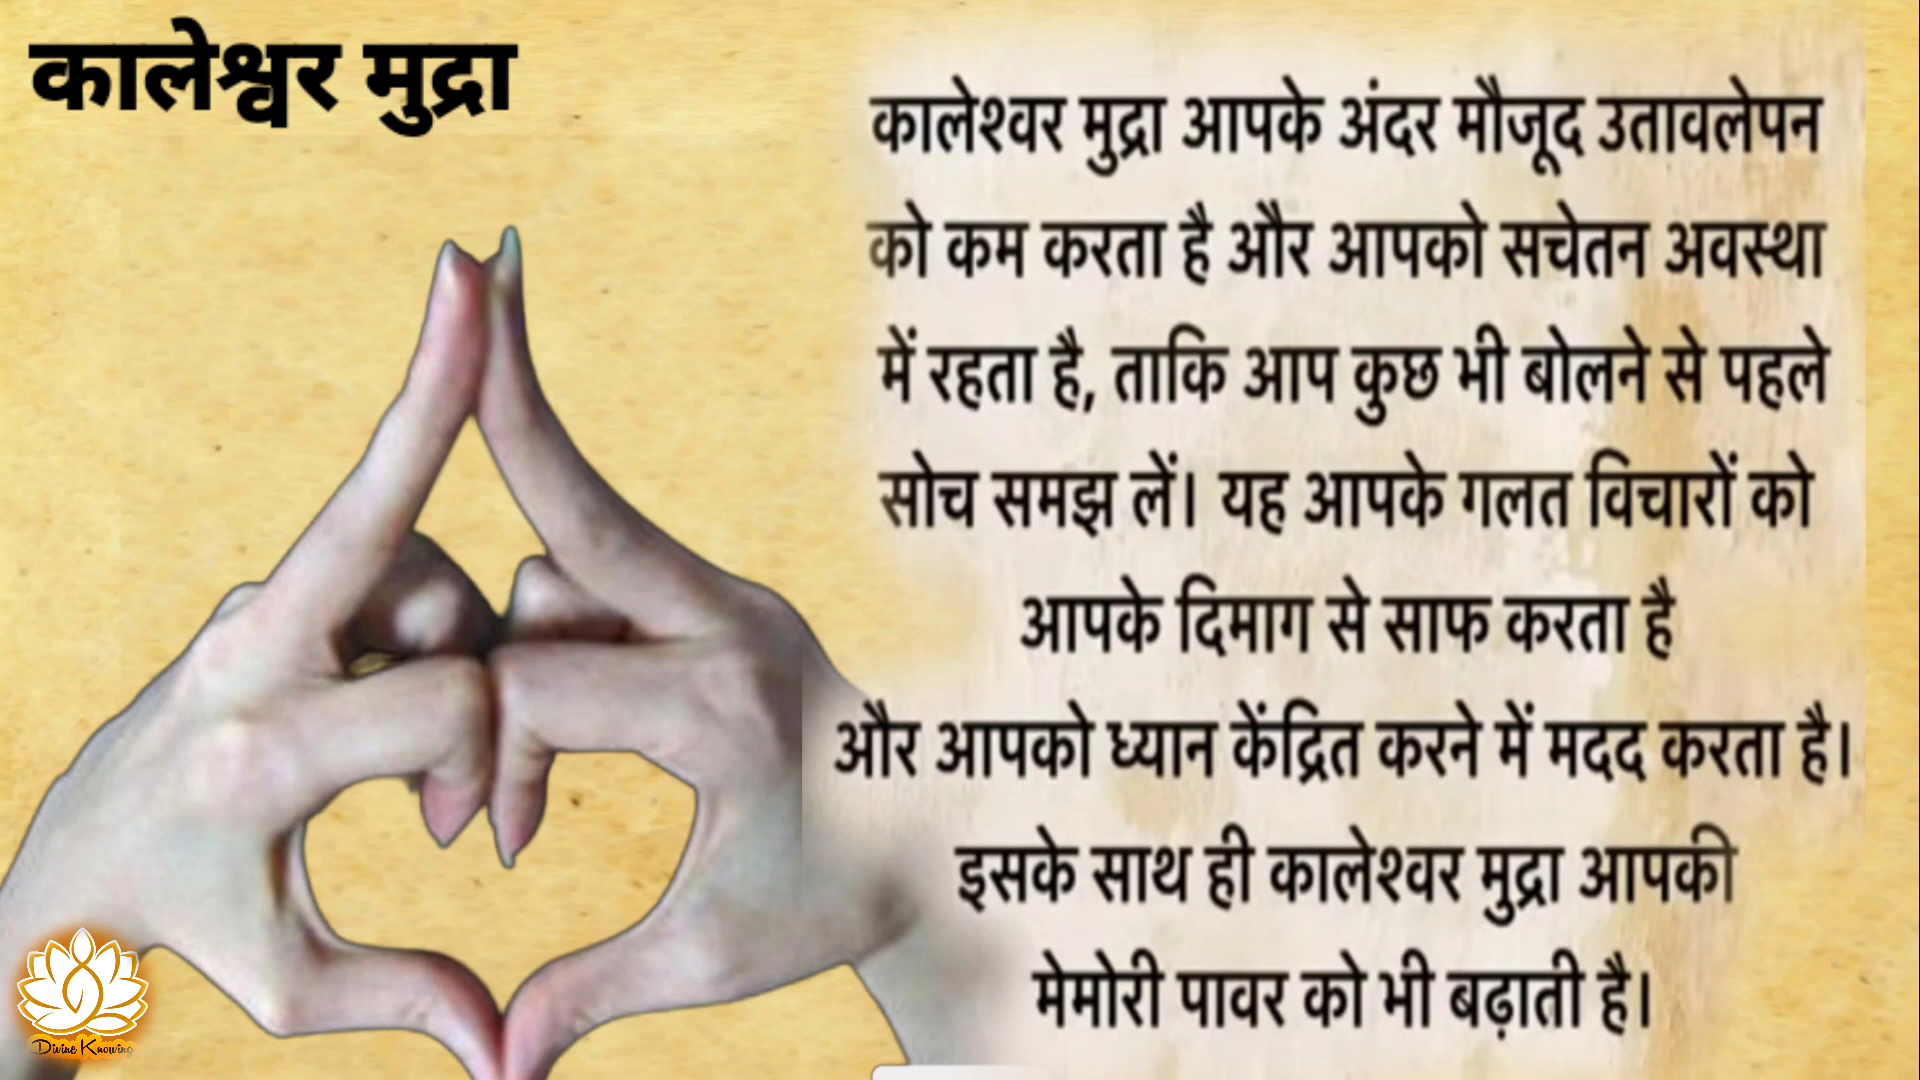 कालेश्वर मुद्रा
कालेश्वर मुद्रा आपके अंदर मौजूद उतावलेपन
को कम करता है और आपको सचेतन अवस्था
में रहता है, ताकि आप कुछ भी बोलने से पहले
सोच समझ लें। यह आपके गलत विचारों को
आपके दिमाग से साफ करता है
और आपको ध्यान केंद्रित करने में मदद करता है।
इसके साथ ही कालेश्वर मुद्रा आपकी
मेमोरी पावर को भी बढ़ाती है।
Divine Knowing